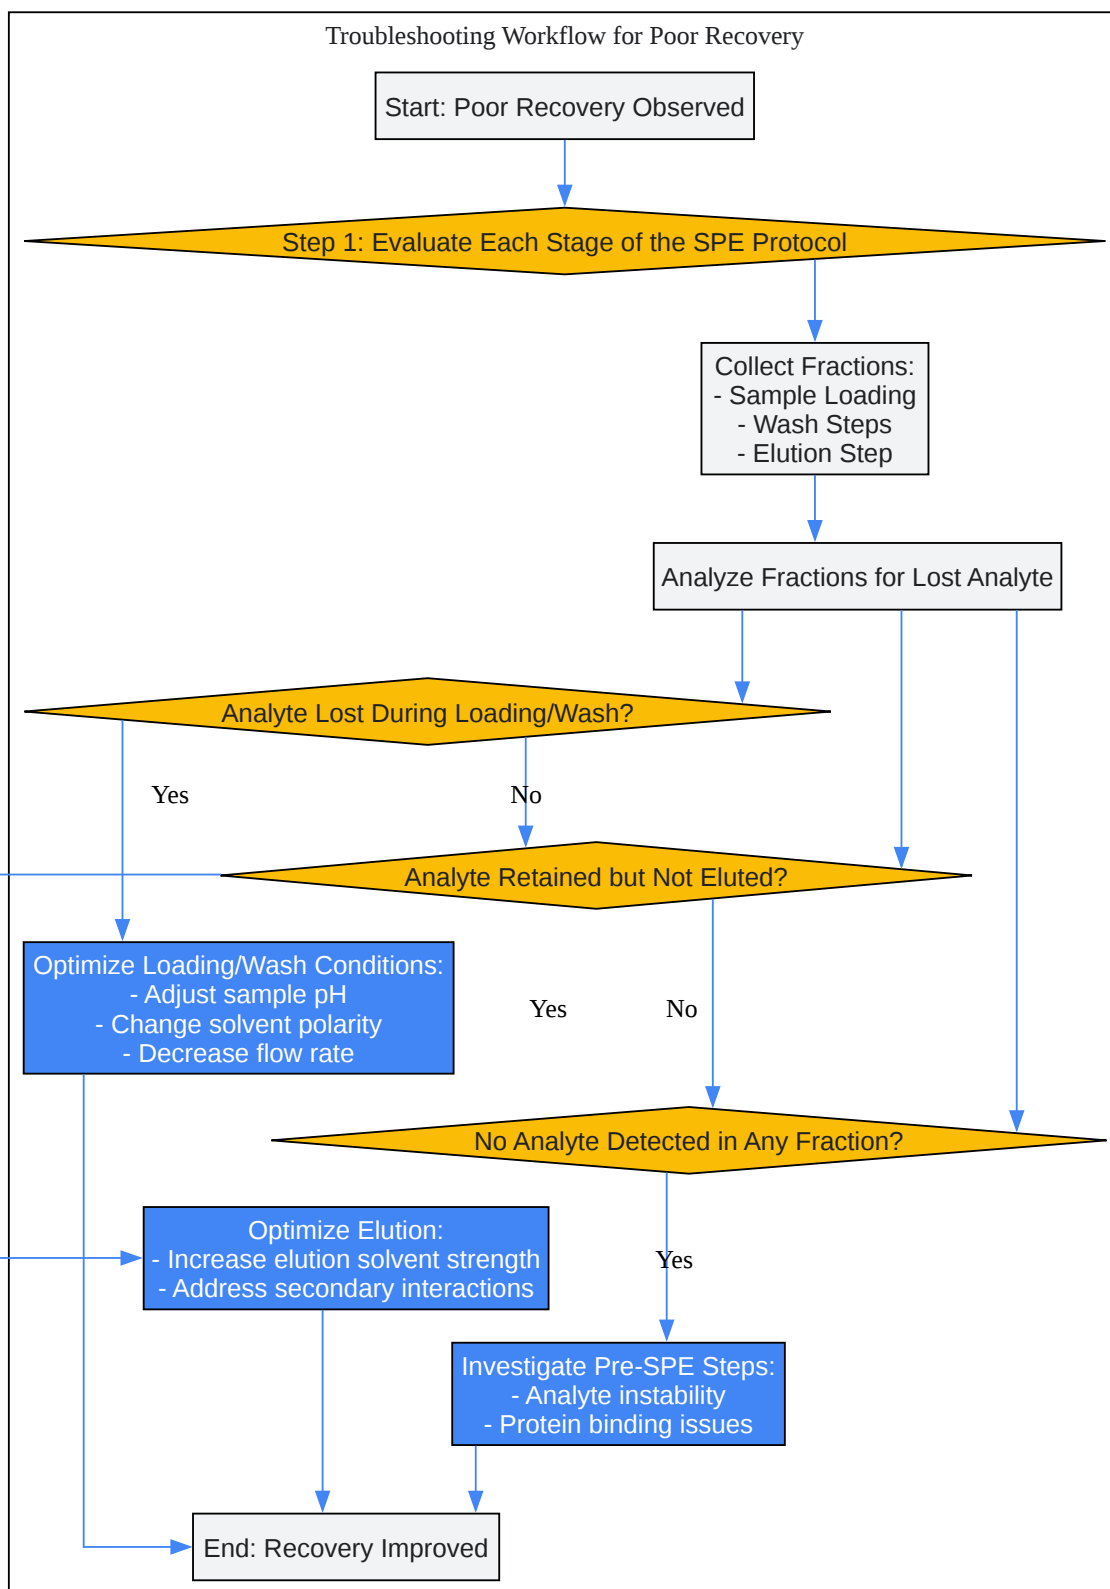 Troubleshooting Workflow for Poor Recovery
Start: Poor Recovery Observed
Step 1: Evaluate Each Stage of the SPE Protocol
Collect Fractions:
- Sample Loading
- Wash Steps
- Elution Step
Analyze Fractions for Lost Analyte
Analyte Lost During Loading/Wash?
Yes
No
Analyte Retained but Not Eluted?
Optimize Loading/Wash Conditions:
- Adjust sample pH
- Change solvent polarity
- Decrease flow rate
Yes
No
No Analyte Detected in Any Fraction?
Optimize Elution:
- Increase elution solvent strength
- Address secondary interactions
Yes
Investigate Pre-SPE Steps:
- Analyte instability
- Protein binding issues
End: Recovery Improved